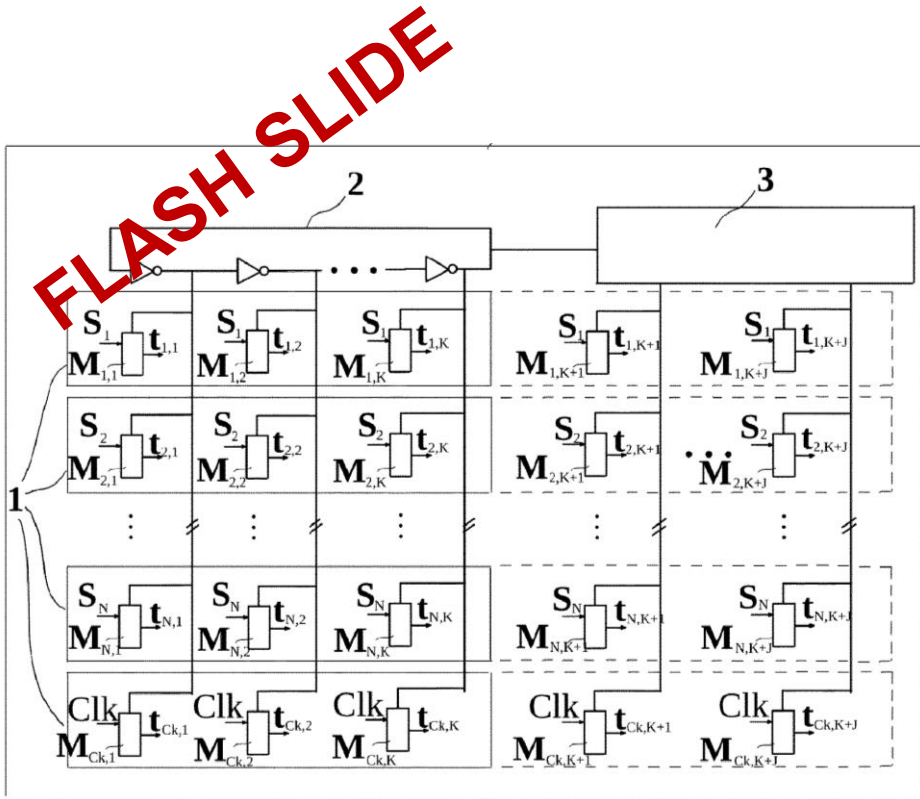 FLASH SLIDE
2
3
S1 t1,1 S1 t1,2 S1 t1,K S1 t1,K+1 S1 t1,K+J
M1,1 M1,2 M1,K M1,K+1 M1,K+J
S2 t2,1 S2 t2,2 S2 t2,K S2 t2,K+1 S2 t2,K+J
M2,1 M2,2 M2,K M2,K+1 M2,K+J
1
SN tN,1 SN tN,2 SN tN,K SN tN,K+1 SN tN,K+J
MN,1 MN,2 MN,K MN,K+1 MN,K+J
Clk tCk,1 Clk tCk,2 Clk tCk,K Clk tCk,K+1 Clk tCk,K+J
MCk,1 MCk,2 MCk,K MCk,K+1 MCk,K+J